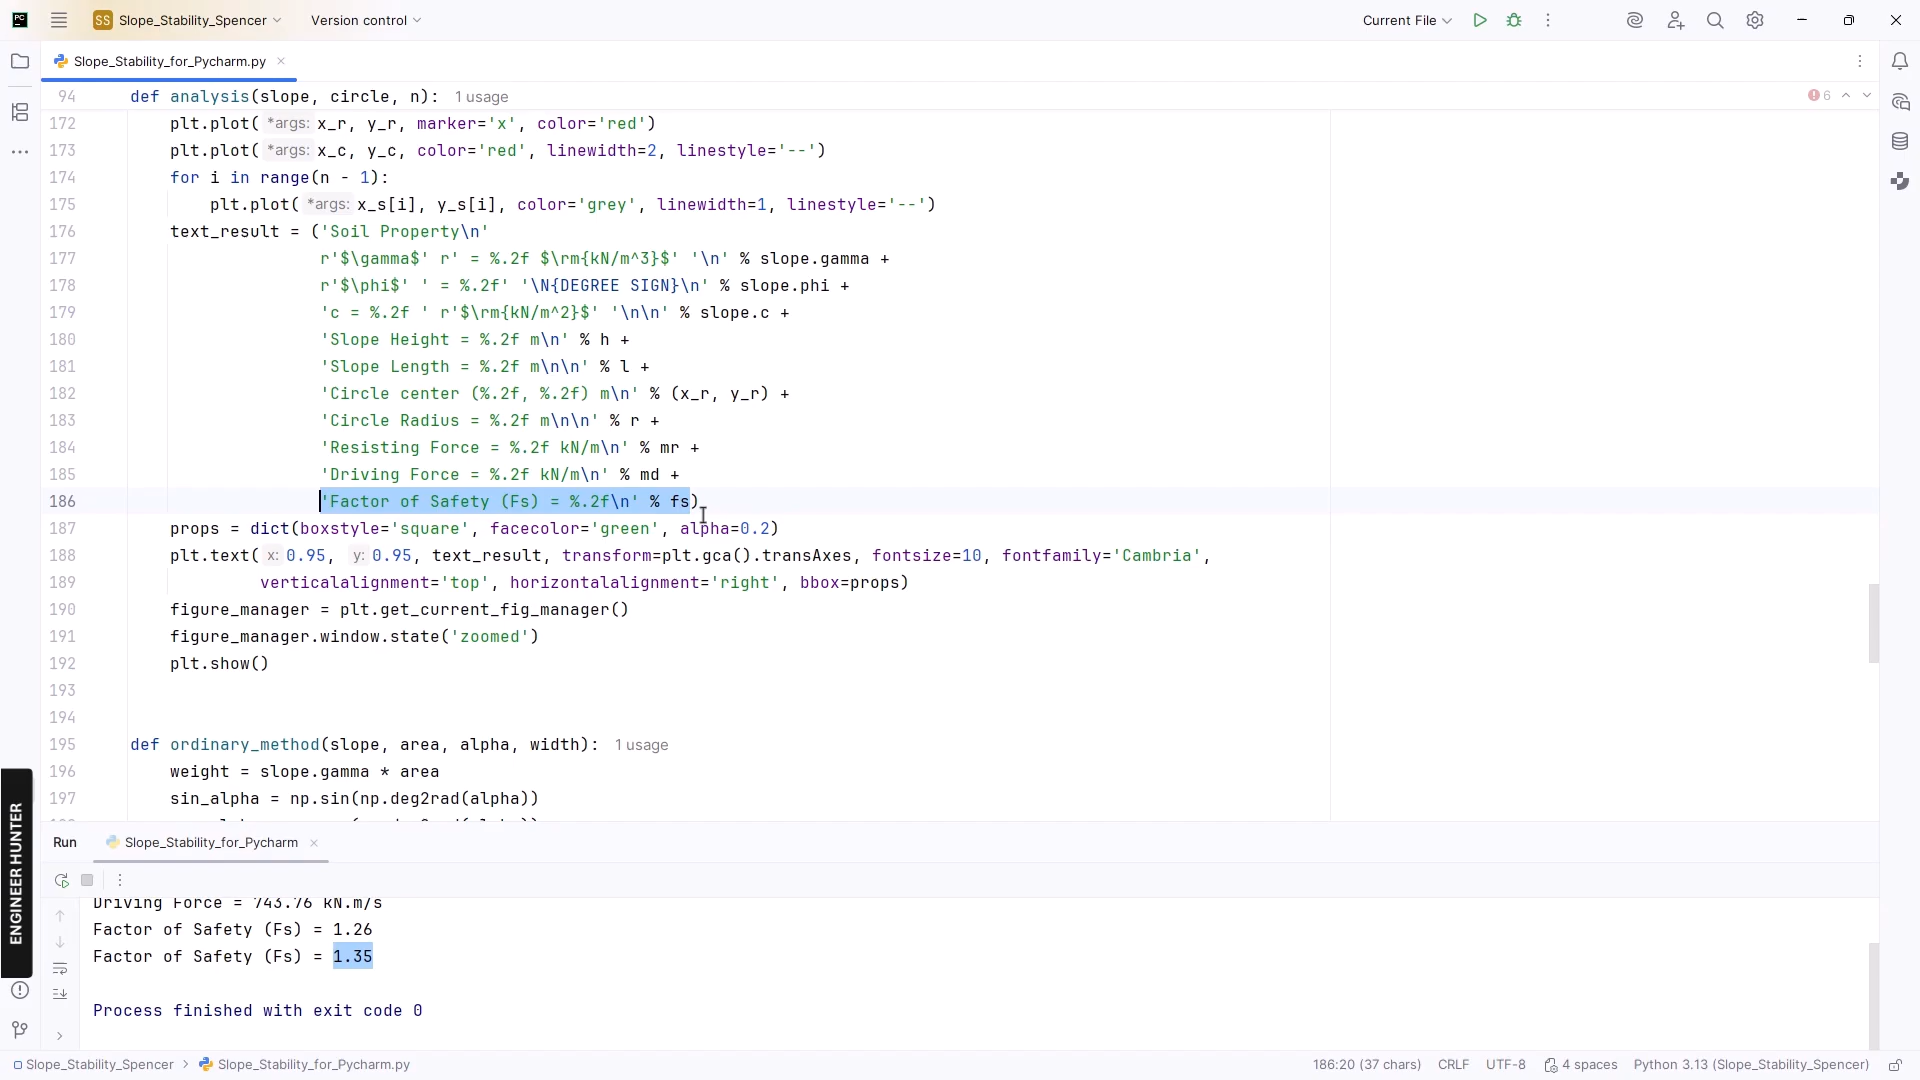 PC
SS Slope_Stability_Spencer
Version control
Current File
Slope_Stability_for_Pycharm.py
94 def analysis(slope, circle, n): 1 usage
6
172 plt.plot( *args: x_r, y_r, marker='x', color='red')
173 plt.plot( *args: x_c, y_c, color='red', linewidth=2, linestyle='--')
174 for i in range(n - 1):
175 plt.plot( *args: x_s[i], y_s[i], color='grey', linewidth=1, linestyle='--')
176 text_result = ('Soil Property\n'
177 r'$\gamma$' r' = %.2f $\rm{kN/m^3}$' '\n' % slope.gamma +
178 r'$\phi$' ' = %.2f' '\N{DEGREE SIGN}\n' % slope.phi +
179 'c = %.2f ' r'$\rm{kN/m^2}$' '\n\n' % slope.c +
180 'Slope Height = %.2f m\n' % h +
181 'Slope Length = %.2f m\n\n' % l +
182 'Circle center (%.2f, %.2f) m\n' % (x_r, y_r) +
183 'Circle Radius = %.2f m\n\n' % r +
184 'Resisting Force = %.2f kN/m\n' % mr +
185 'Driving Force = %.2f kN/m\n' % md +
186 'Factor of Safety (Fs) = %.2f\n' % fs)
187 props = dict(boxstyle='square', facecolor='green', alpha=0.2)
188 plt.text( x: 0.95, y: 0.95, text_result, transform=plt.gca().transAxes, fontsize=10, fontfamily='Cambria',
189 verticalalignment='top', horizontalalignment='right', bbox=props)
190 figure_manager = plt.get_current_fig_manager()
191 figure_manager.window.state('zoomed')
192 plt.show()
193
194
195 def ordinary_method(slope, area, alpha, width): 1 usage
196 weight = slope.gamma * area
197 sin_alpha = np.sin(np.deg2rad(alpha))
Run Slope_Stability_for_Pycharm
Driving Force = 743.76 kN.m/s
Factor of Safety (Fs) = 1.26
Factor of Safety (Fs) = 1.35
Process finished with exit code 0
ENGINEER HUNTER
Slope_Stability_Spencer > Slope_Stability_for_Pycharm.py
186:20 (37 chars) CRLF UTF-8 4 spaces Python 3.13 (Slope_Stability_Spencer)